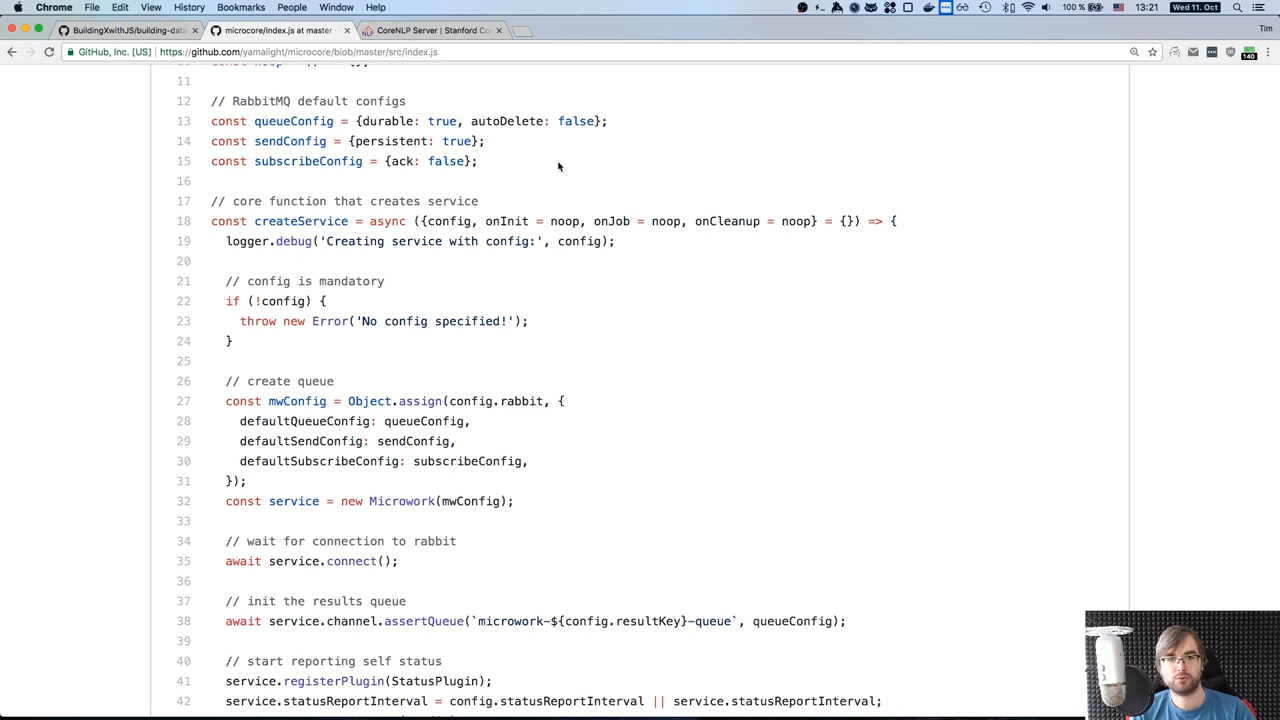 Chrome File Edit View History Bookmarks People Window Help 100 % Wed 11. Oct 13:21
BuildingXwithJS/building-data microcore/index.js at master CoreNLP Server | Stanford Co Tim
GitHub, Inc. [US] https://github.com/yamalight/microcore/blob/master/src/index.js 140
11
12 // RabbitMQ default configs
13 const queueConfig = {durable: true, autoDelete: false};
14 const sendConfig = {persistent: true};
15 const subscribeConfig = {ack: false};
16
17 // core function that creates service
18 const createService = async ({config, onInit = noop, onJob = noop, onCleanup = noop} = {}) => {
19 logger.debug('Creating service with config:', config);
20
21 // config is mandatory
22 if (!config) {
23 throw new Error('No config specified!');
24 }
25
26 // create queue
27 const mwConfig = Object.assign(config.rabbit, {
28 defaultQueueConfig: queueConfig,
29 defaultSendConfig: sendConfig,
30 defaultSubscribeConfig: subscribeConfig,
31 });
32 const service = new Microwork(mwConfig);
33
34 // wait for connection to rabbit
35 await service.connect();
36
37 // init the results queue
38 await service.channel.assertQueue(`microwork-${config.resultKey}-queue`, queueConfig);
39
40 // start reporting self status
41 service.registerPlugin(StatusPlugin);
42 service.statusReportInterval = config.statusReportInterval || service.statusReportInterval;